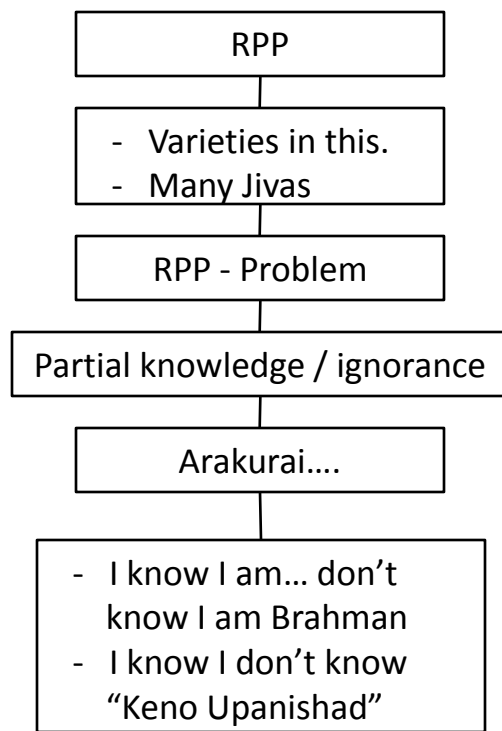 RPP
- Varieties in this.
- Many Jivas
RPP - Problem
Partial knowledge / ignorance
Arakurai….
- I know I am… don’t
know I am Brahman
- I know I don’t know
“Keno Upanishad”